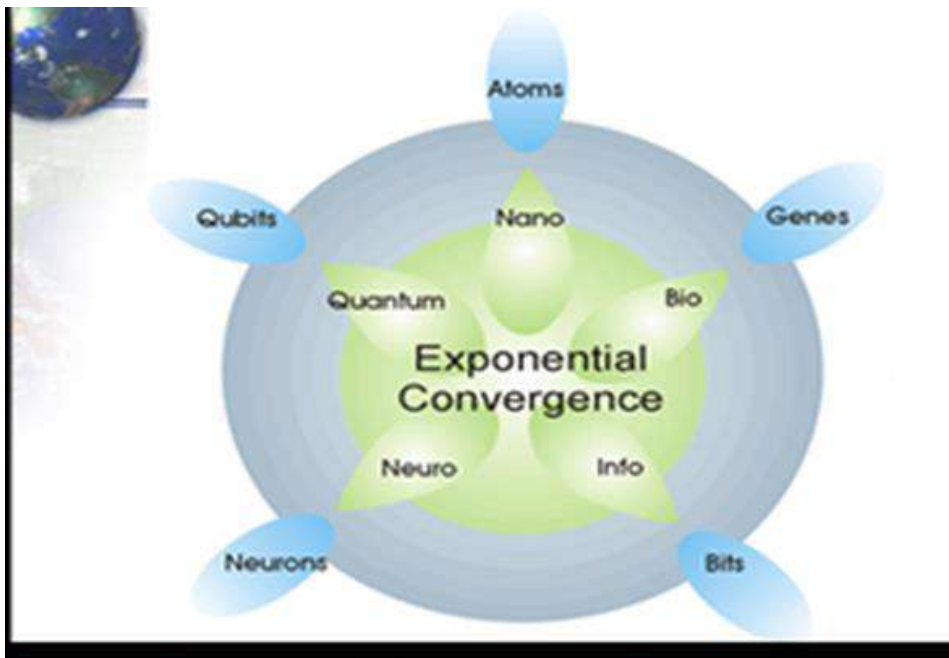 Atoms
Qubits
Genes
Nano
Quantum
Bio
Exponential
Convergence
Neuro
Info
Neurons
Bits